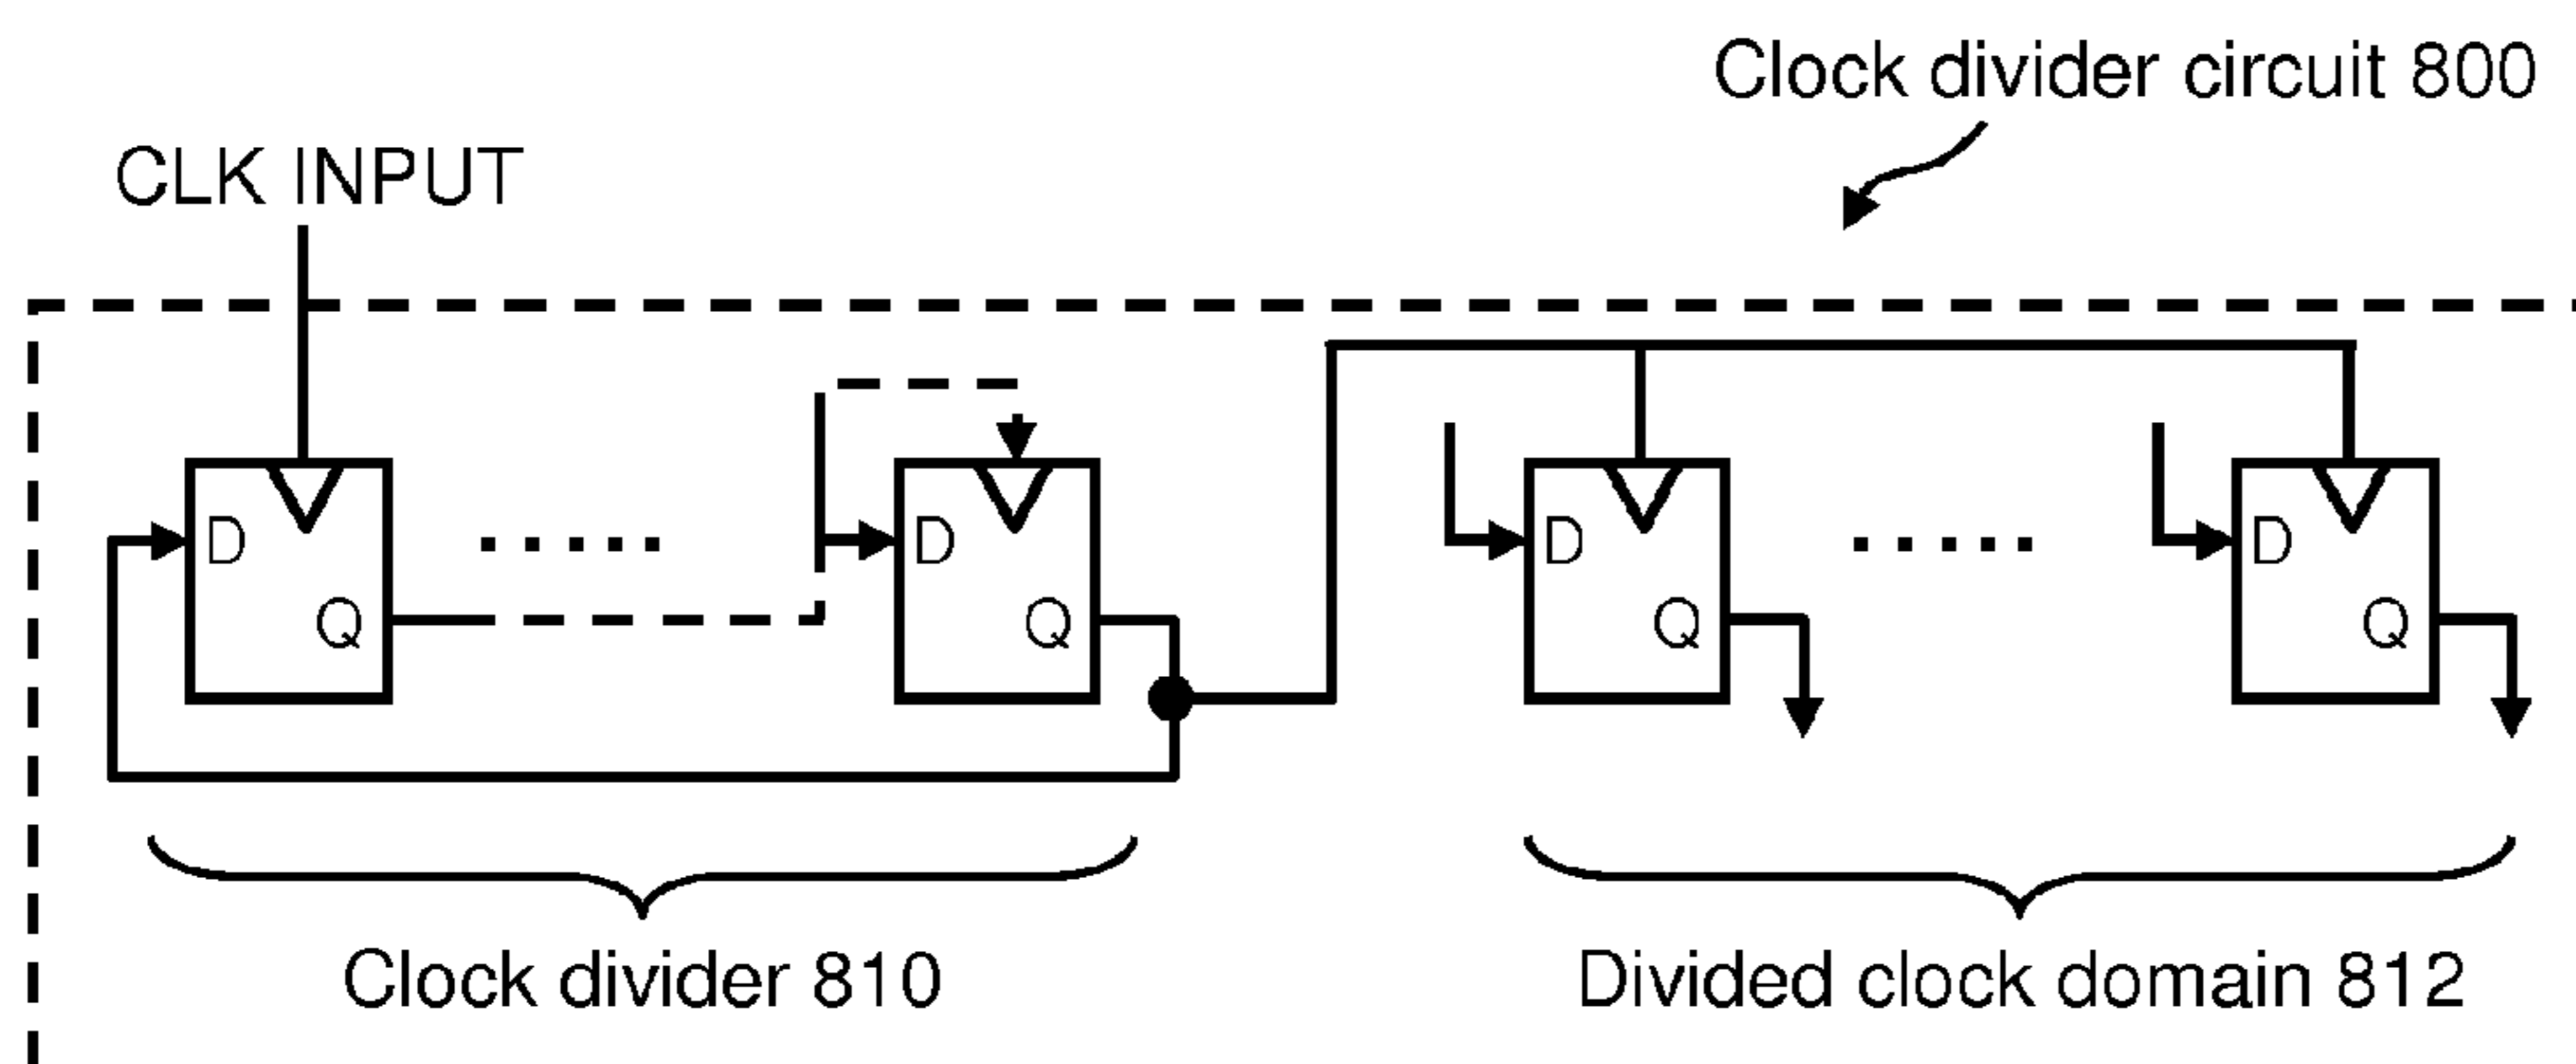 Clock divider circuit 800
CLK INPUT
D
Q
D
Q
D
Q
D
Q
Clock divider 810
Divided clock domain 812